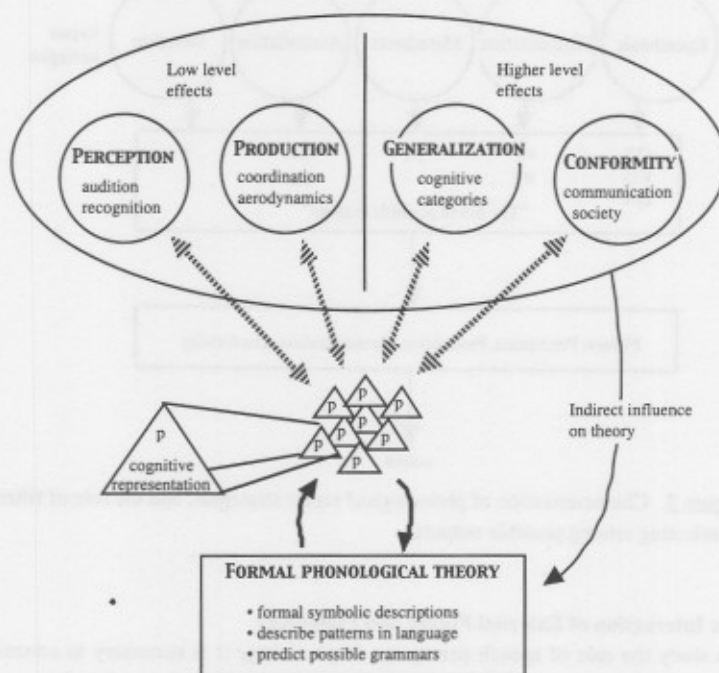 Low level
effects
Higher level
effects
PERCEPTION
audition
recognition
PRODUCTION
coordination
aerodynamics
GENERALIZATION
cognitive
categories
CONFORMITY
communication
society
p
p
p
p
p
p
p
p
p
cognitive
representation
Indirect influence
on theory
FORMAL PHONOLOGICAL THEORY
• formal symbolic descriptions
• describe patterns in language
• predict possible grammars